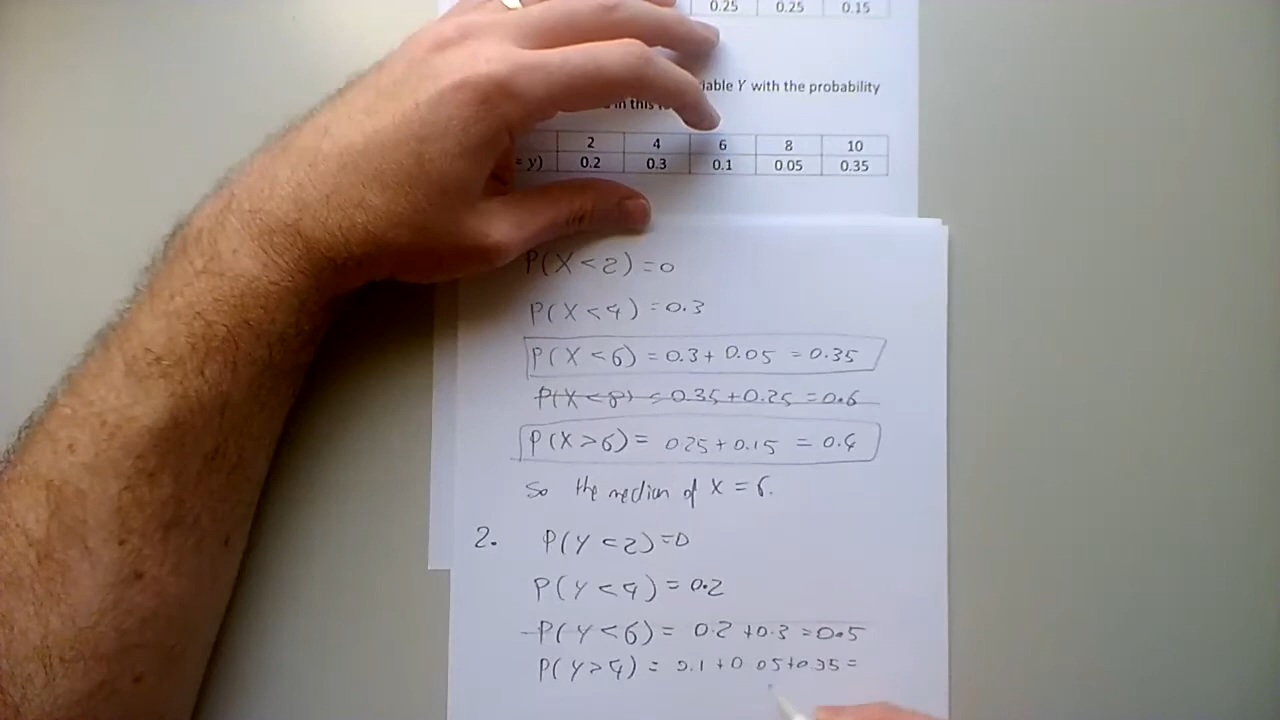 0.25 0.25 0.15
iable Y with the probability
in this
2 4 6 8 10
= y) 0.2 0.3 0.1 0.05 0.35
P(X<2)=0
P(X<4)=0.3
P(X<6)=0.3+0.05=0.35
P(X<8)=0.35+0.25=0.6
P(X>6)=0.25+0.15=0.4
So the median of X=6.
2. P(Y<2)=0
P(Y<4)=0.2
P(Y<6)=0.2+0.3=0.5
P(Y>4)=0.1+0.05+0.35=